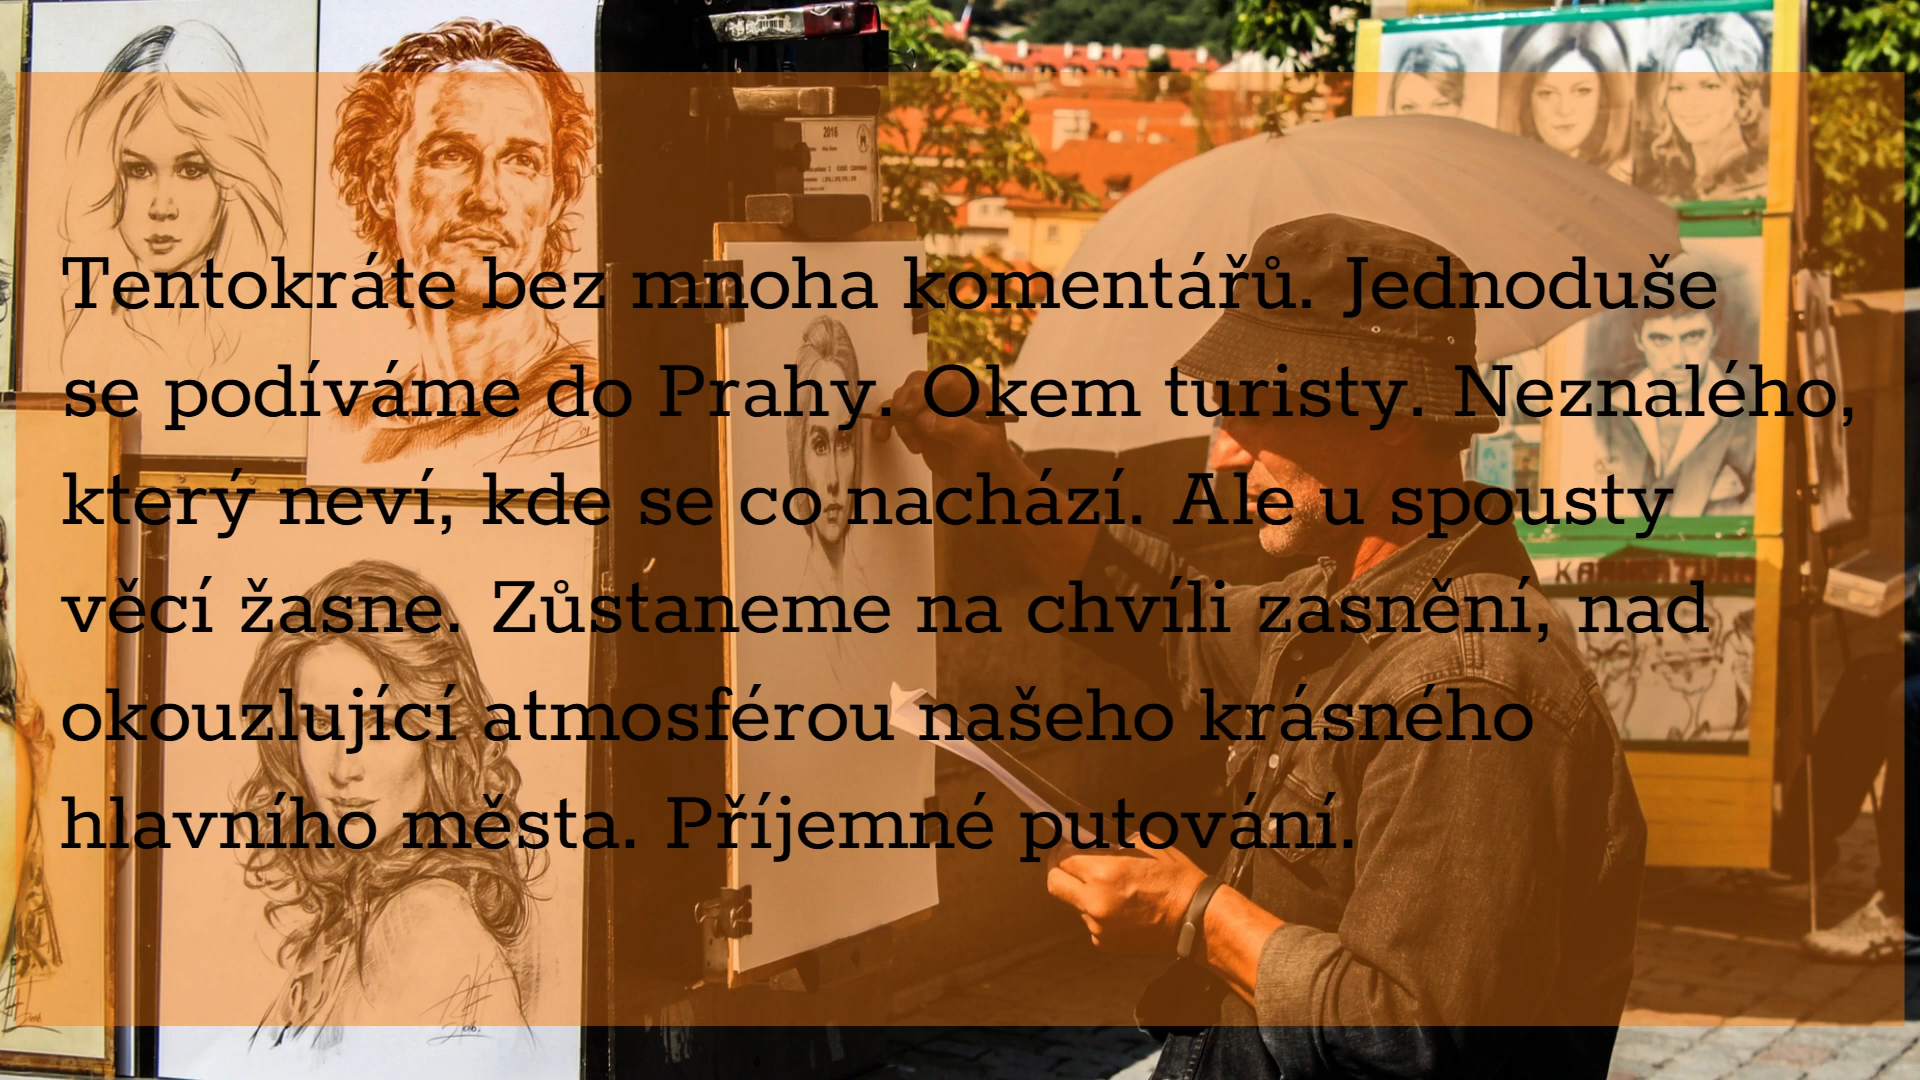 2016
Tentokráte bez mnoha komentářů. Jednoduše
se podíváme do Prahy. Okem turisty. Neznalého,
který neví, kde se co nachází. Ale u spousty
věcí žasne. Zůstaneme na chvíli zasnění, nad
okouzlující atmosférou našeho krásného
hlavního města. Příjemné putování.